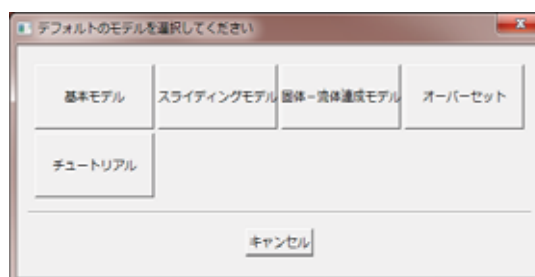 デフォルトのモデルを選択してください
基本モデル
スライディングモデル
固体-流体連成モデル
オーバーセット
チュートリアル
キャンセル